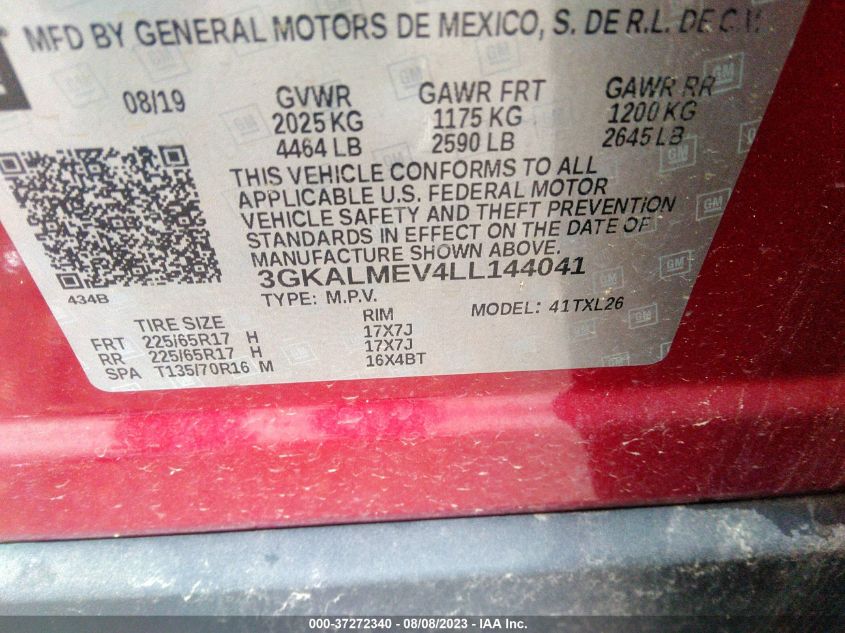 MFD BY GENERAL MOTORS DE MEXICO, S. DE R.L. DE C.V.
08/19 GVWR GAWR FRT GAWR RR
2025 KG 1175 KG 1200 KG
4464 LB 2590 LB 2645 LB
THIS VEHICLE CONFORMS TO ALL
APPLICABLE U.S. FEDERAL MOTOR
VEHICLE SAFETY AND THEFT PREVENTION
STANDARDS IN EFFECT ON THE DATE OF
MANUFACTURE SHOWN ABOVE.
3GKALMEV4LL144041
434B TYPE: M.P.V. MODEL: 41TXL26
TIRE SIZE RIM
FRT 225/65R17 H 17X7J
RR 225/65R17 H 17X7J
SPA T135/70R16 M 16X4BT
000-37272340 - 08/08/2023 - IAA Inc.